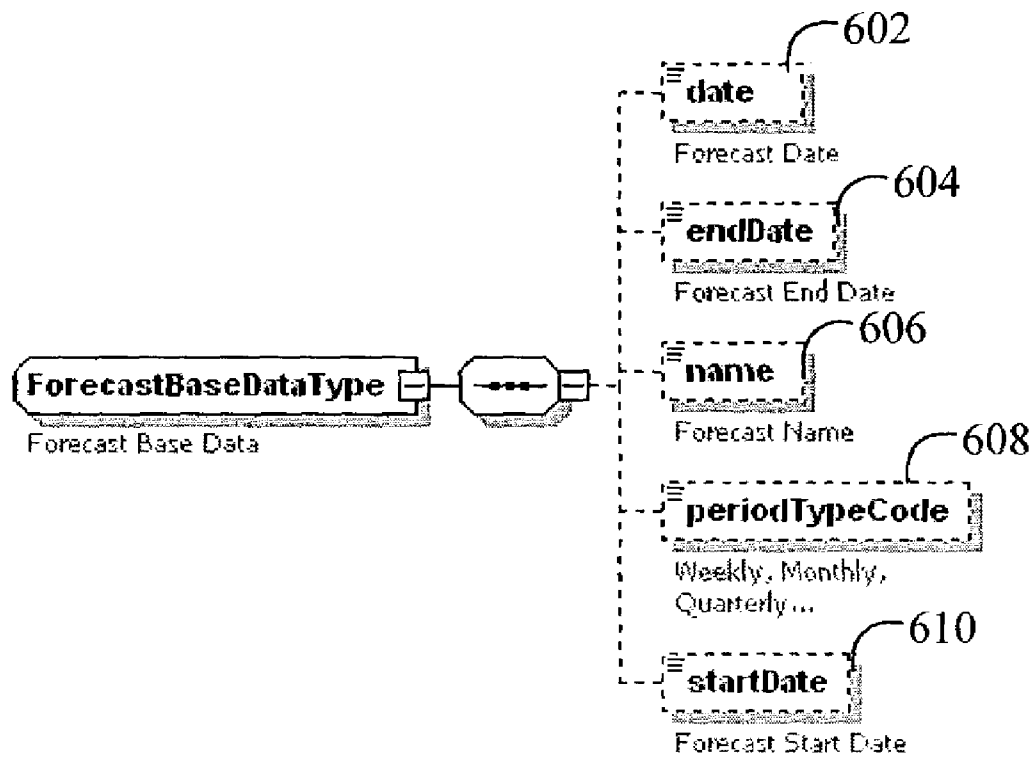 602
date
Forecast Date
604
endDate
Forecast End Date
606
name
Forecast Name
ForecastBaseDataType
Forecast Base Data
608
periodTypeCode
Weekly, Monthly,
Quarterly...
610
startDate
Forecast Start Date